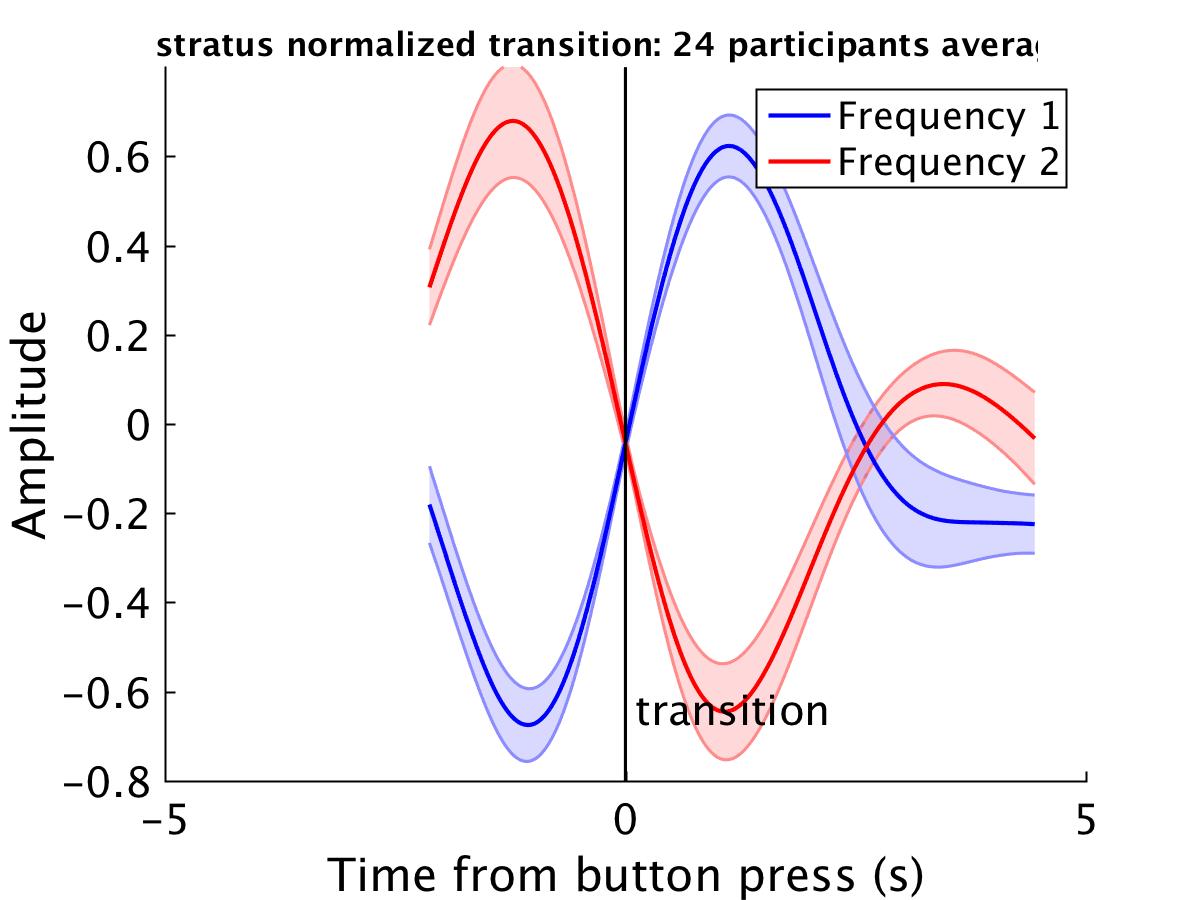 stratus normalized transition: 24 participants
Frequency 1
Frequency 2
0.6
0.4
0.2
0
−0.2
−0.4
−0.6
−0.8
Amplitude
transition
−5
0
5
Time from button press (s)